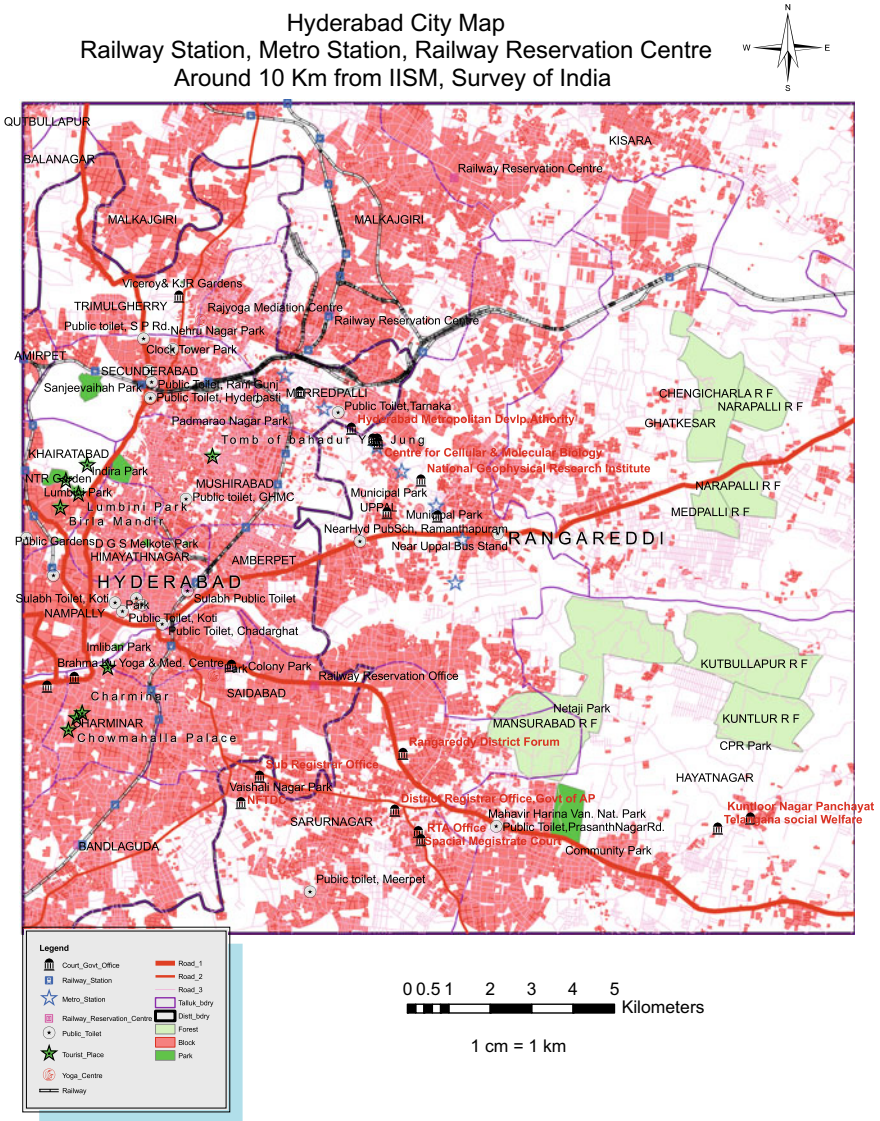 Hyderabad City Map
Railway Station, Metro Station, Railway Reservation Centre
Around 10 Km from IISM, Survey of India
N
W
E
S
QUTBULLAPUR
KISARA
BALANAGAR
Railway Reservation Centre
MALKAJGIRI
MALKAJGIRI
Viceroy& KJR Gardens
TRIMULGHERRY
Rajyoga Mediation Centre
Public toilet, S P Rd.
Nehru Nagar Park
Railway Reservation Centre
Clock Tower Park
AMIRPET
SECUNDERABAD
Sanjeevaihah Park
Public Toilet, Rani Gunj
Public Toilet, Hyderbasti
MARREDPALLI
CHENGICHARLA R F
Public Toilet,Tarnaka
NARAPALLI R F
Padmarao Nagar Park
Hyderabad Metropolitan Devlp.Athority
GHATKESAR
Tomb of bahadur Y Jung
KHAIRATABAD
Centre for Cellular & Molecular Biology
Indira Park
National Geophysical Research Institute
NTR Garden
MUSHIRABAD
NARAPALLI R F
Lumbini Park
Public toilet, GHMC
Municipal Park
Lumbini Park
UPPAL
Municipal Park
MEDPALLI R F
Birla Mandir
NearHyd PubSch, Ramanthapuram
RANGAREDDI
Public Gardens
D G S Melkote Park
Near Uppal Bus Stand
HIMAYATHNAGAR
AMBERPET
HYDERABAD
Sulabh Toilet, Koti
Park
Sulabh Public Toilet
NAMPALLY
Public Toilet, Koti
Public Toilet, Chadarghat
Imliban Park
Brahma Ku Yoga & Med. Centre
Park
Colony Park
KUTBULLAPUR R F
Railway Reservation Office
Charminar
SAIDABAD
Netaji Park
CHARMINAR
MANSURABAD R F
KUNTLUR R F
Chowmahalla Palace
Rangareddy District Forum
CPR Park
Sub Registrar Office
HAYATNAGAR
Vaishali Nagar Park
NFTDC
District Registrar Office,Govt of AP
Kuntloor Nagar Panchayat
Mahavir Harina Van. Nat. Park
Telangana social Welfare
SARURNAGAR
RTA Office
Public Toilet,PrasanthNagarRd.
Spacial Megistrate Court
BANDLAGUDA
Community Park
Public toilet, Meerpet
Legend
Court_Govt_Office
Railway_Station
Metro_Station
Railway_Reservation_Centre
Public_Toilet
Tourist_Place
Yoga_Centre
Railway
Road_1
Road_2
Road_3
Talluk_bdry
Distt_bdry
Forest
Block
Park
0 0.5 1 2 3 4 5
Kilometers
1 cm = 1 km